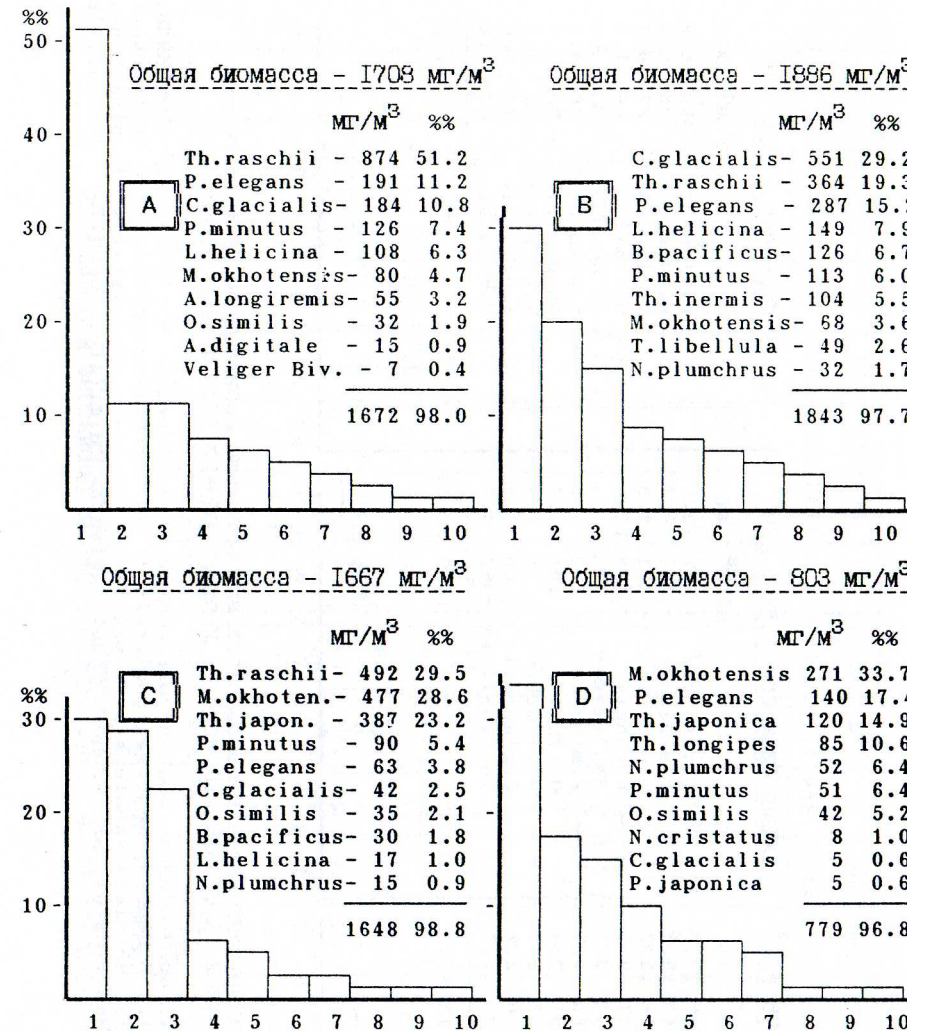 %%
50
40
30
20
10
Общая биомасса - I708 мг/м³
мг/м³ %%
A
Th.raschii - 874 51.2
P.elegans - 191 11.2
C.glacialis- 184 10.8
P.minutus - 126 7.4
L.helicina - 108 6.3
M.okhotensis- 80 4.7
A.longiremis- 55 3.2
O.similis - 32 1.9
A.digitale - 15 0.9
Veliger Biv. - 7 0.4
1672 98.0
1 2 3 4 5 6 7 8 9 10
Общая биомасса - I886 мг/м³
мг/м³ %%
B
C.glacialis- 551 29.2
Th.raschii - 364 19.3
P.elegans - 287 15.2
L.helicina - 149 7.9
B.pacificus- 126 6.7
P.minutus - 113 6.0
Th.inermis - 104 5.5
M.okhotensis- 68 3.6
T.libellula - 49 2.6
N.plumchrus - 32 1.7
1843 97.7
1 2 3 4 5 6 7 8 9 10
Общая биомасса - I667 мг/м³
мг/м³ %%
%%
30
20
10
C
Th.raschii- 492 29.5
M.okhoten.- 477 28.6
Th.japon. - 387 23.2
P.minutus - 90 5.4
P.elegans - 63 3.8
C.glacialis- 42 2.5
O.similis - 35 2.1
B.pacificus- 30 1.8
L.helicina - 17 1.0
N.plumchrus- 15 0.9
1648 98.8
1 2 3 4 5 6 7 8 9 10
Общая биомасса - 803 мг/м³
мг/м³ %%
D
M.okhotensis 271 33.7
P.elegans 140 17.4
Th.japonica 120 14.9
Th.longipes 85 10.6
N.plumchrus 52 6.4
P.minutus 51 6.4
O.similis 42 5.2
N.cristatus 8 1.0
C.glacialis 5 0.6
P.japonica 5 0.6
779 96.8
1 2 3 4 5 6 7 8 9 10